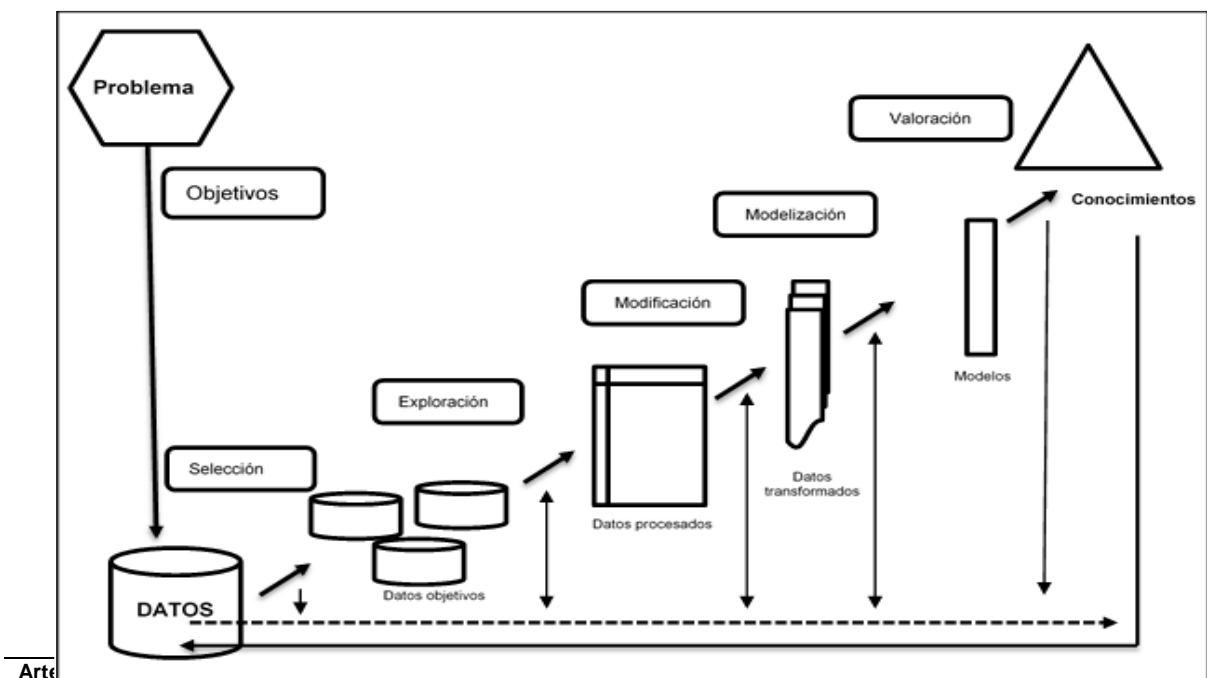 Problema
Objetivos
Selección
DATOS
Datos objetivos
Exploración
Datos procesados
Modificación
Datos
transformados
Modelización
Modelos
Valoración
Conocimientos